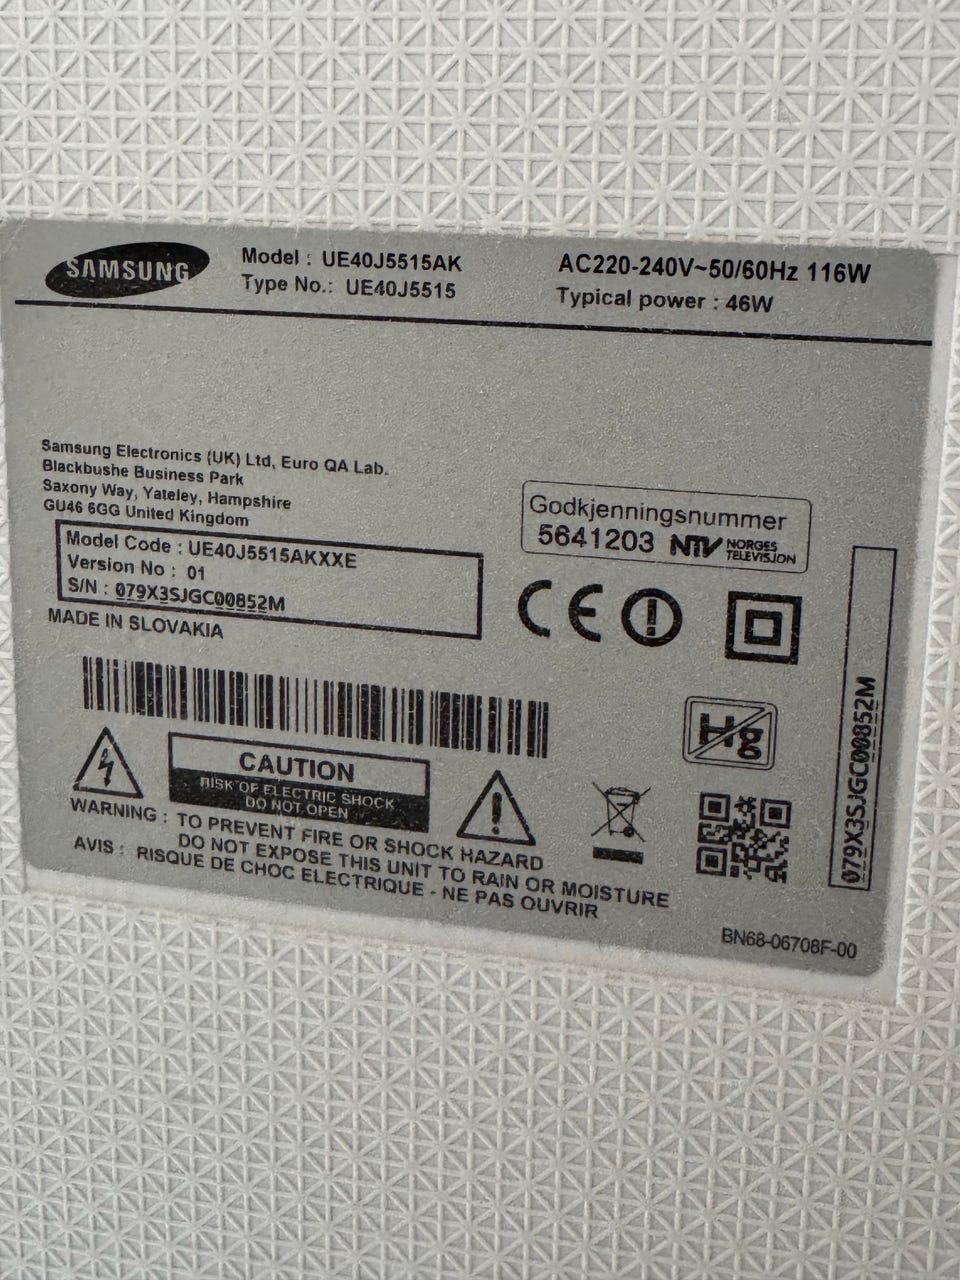 SAMSUNG
Model : UE40J5515AK
Type No.: UE40J5515
AC220-240V~50/60Hz 116W
Typical power : 46W
Samsung Electronics (UK) Ltd, Euro QA Lab.
Blackbushe Business Park
Saxony Way, Yateley, Hampshire
GU46 6GG United Kingdom
Model Code : UE40J5515AKXXE
Version No : 01
S/N : 079X3SJGC00852M
MADE IN SLOVAKIA
Godkjenningsnummer
5641203 NTV NORGES
TELEVISJON
CE
Hg
079X3SJGC00852M
CAUTION
RISK OF ELECTRIC SHOCK
DO NOT OPEN
WARNING : TO PREVENT FIRE OR SHOCK HAZARD
DO NOT EXPOSE THIS UNIT TO RAIN OR MOISTURE
AVIS : RISQUE DE CHOC ELECTRIQUE - NE PAS OUVRIR
BN68-06708F-00